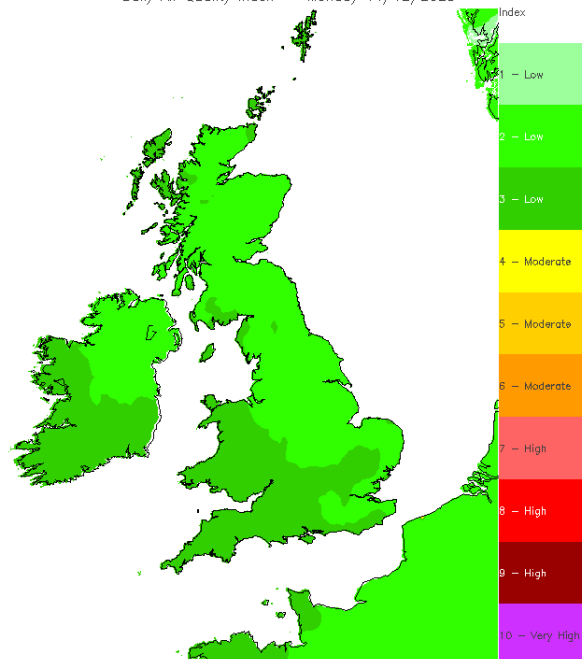 Index
1 - Low
2 - Low
3 - Low
4 - Moderate
5 - Moderate
6 - Moderate
7 - High
8 - High
9 - High
10 - Very High